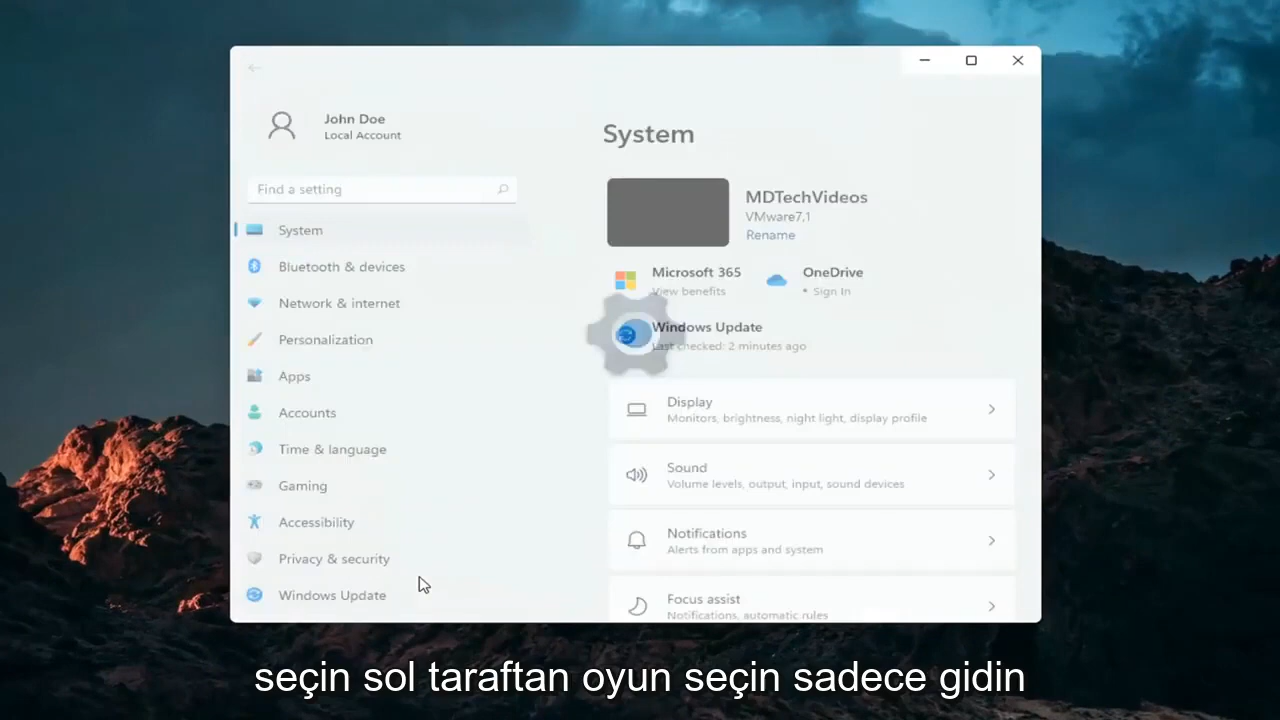 John Doe
Local Account
Find a setting
System
Bluetooth & devices
Network & internet
Personalization
Apps
Accounts
Time & language
Gaming
Accessibility
Privacy & security
Windows Update
System
MDTechVideos
VMware7,1
Rename
Microsoft 365
View benefits
OneDrive
• Sign In
Windows Update
Last checked: 2 minutes ago
Display
Monitors, brightness, night light, display profile
Sound
Volume levels, output, input, sound devices
Notifications
Alerts from apps and system
Focus assist
Notifications, automatic rules
seçin sol taraftan oyun seçin sadece gidin